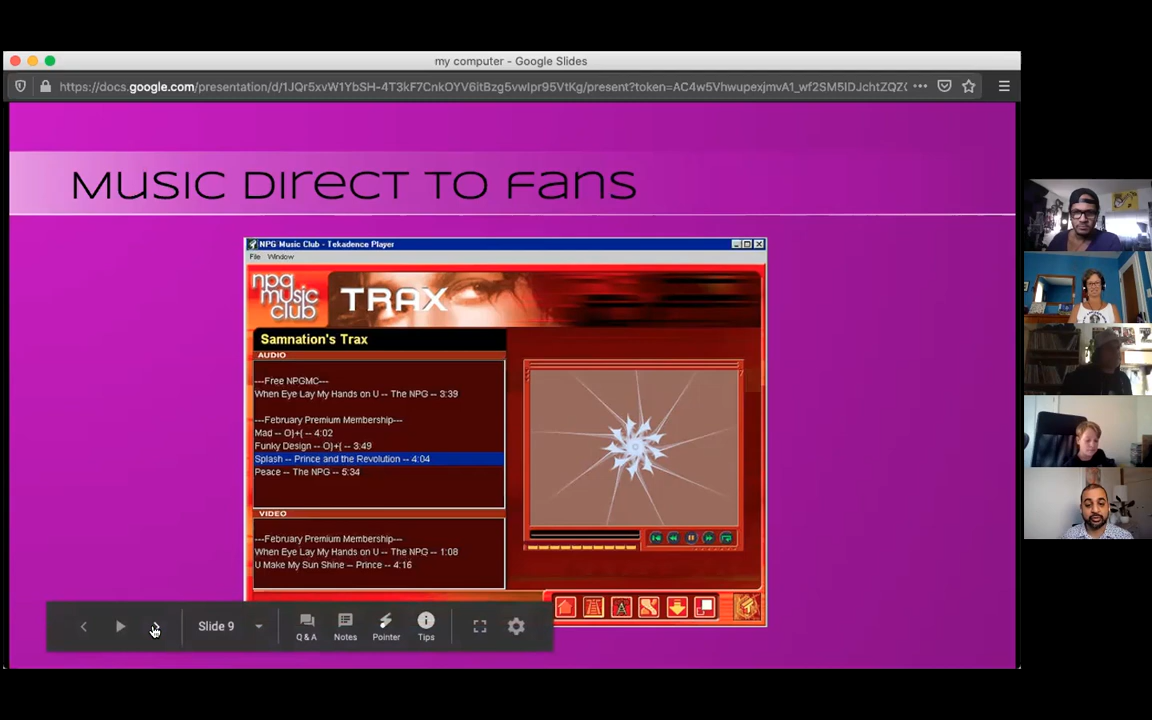 my computer - Google Slides
https://docs.google.com/presentation/d/1JQr5xvW1YbSH-4T3kF7CnkOYV6itBzg5vwIpr95VtKg/present?token=AC4w5VhwupexjmvA1_wf2SM5IDJchtZQZ(
Music Direct to Fans
NPG Music Club - Tekadence Player
File Window
npg
music
club
TRAX
Samnation's Trax
AUDIO
---Free NPGMC---
When Eye Lay My Hands on U -- The NPG -- 3:39
---February Premium Membership---
Mad -- O)+( -- 4:02
Funky Design -- O)+( -- 3:49
Splash -- Prince and the Revolution -- 4:04
Peace -- The NPG -- 5:34
VIDEO
---February Premium Membership---
When Eye Lay My Hands on U -- The NPG -- 1:08
U Make My Sun Shine -- Prince -- 4:16
Slide 9
Q & A
Notes
Pointer
Tips